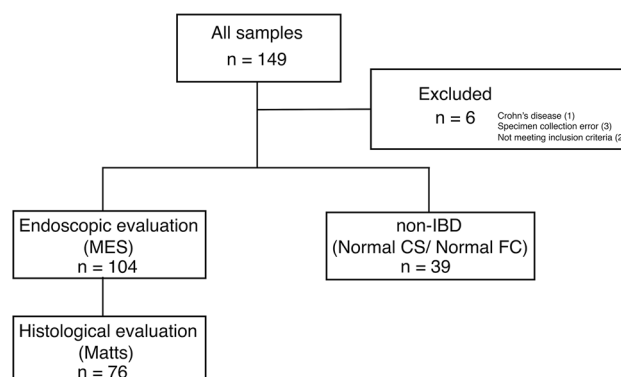 All samples
n = 149
Excluded
n = 6
Crohn's disease (1)
Specimen collection error (3)
Not meeting inclusion criteria (2
Endoscopic evaluation
(MES)
n = 104
non-IBD
(Normal CS/ Normal FC)
n = 39
Histological evaluation
(Matts)
n = 76